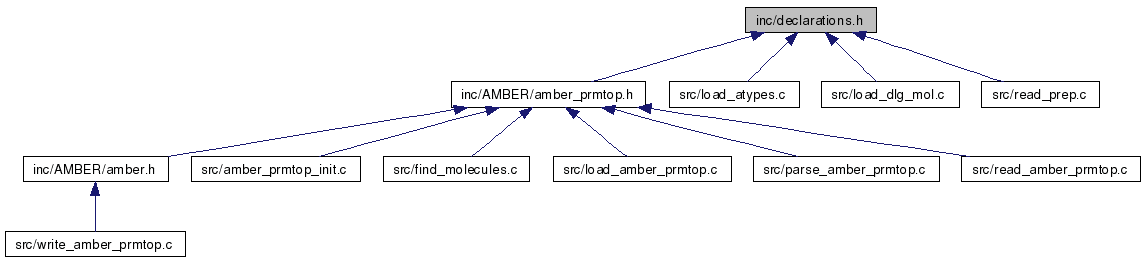 inc/declarations.h
inc/AMBER/amber_prmtop.h
src/load_atypes.c
src/load_dlg_mol.c
src/read_prep.c
inc/AMBER/amber.h
src/amber_prmtop_init.c
src/find_molecules.c
src/load_amber_prmtop.c
src/parse_amber_prmtop.c
src/read_amber_prmtop.c
src/write_amber_prmtop.c